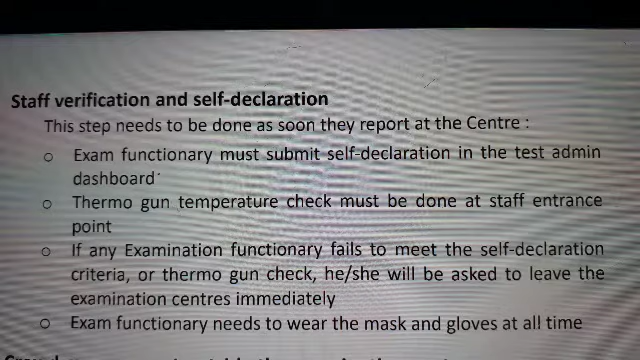 Staff verification and self-declaration
This step needs to be done as soon they report at the Centre :
o Exam functionary must submit self-declaration in the test admin
dashboard
o Thermo gun temperature check must be done at staff entrance
point
o If any Examination functionary fails to meet the self-declaration
criteria, or thermo gun check, he/she will be asked to leave the
examination centres immediately
o Exam functionary needs to wear the mask and gloves at all time